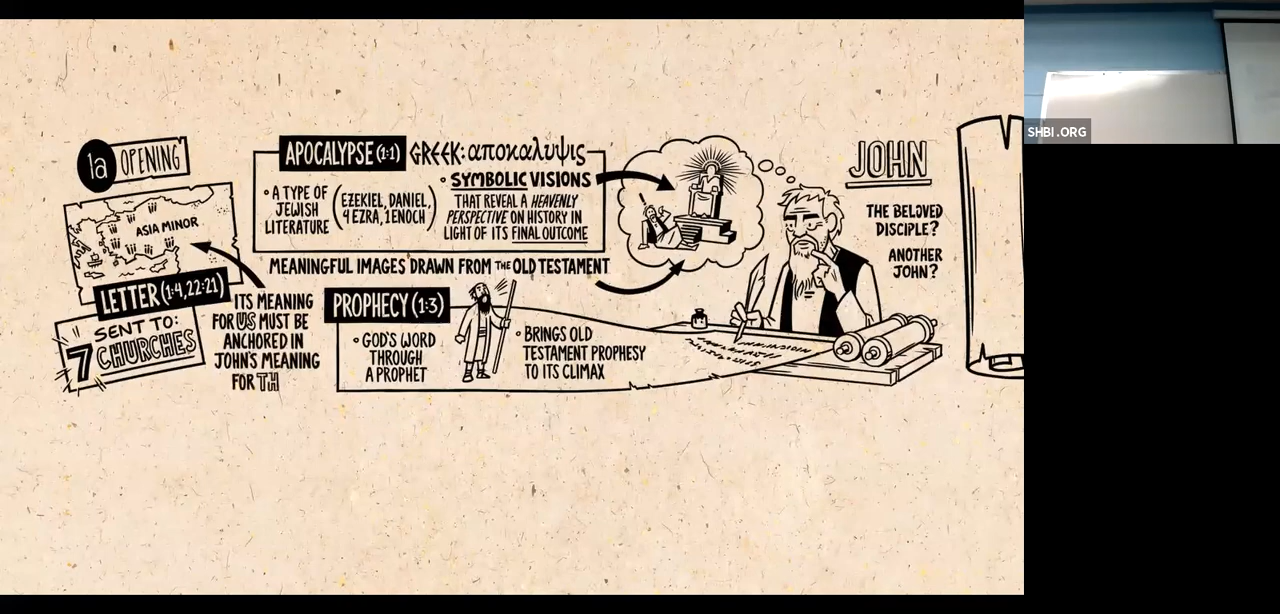 1a OPENING
ASIA MINOR
LETTER (1:4, 22:21)
SENT TO:
7 CHURCHES
ITS MEANING
FOR US MUST BE
ANCHORED IN
JOHN'S MEANING
FOR TH
APOCALYPSE (1:1) GREEK: αποκαλυψις
• A TYPE OF
JEWISH
LITERATURE
(EZEKIEL, DANIEL,
4 EZRA, 1 ENOCH)
• SYMBOLIC VISIONS
THAT REVEAL A HEAVENLY
PERSPECTIVE ON HISTORY IN
LIGHT OF ITS FINAL OUTCOME
MEANINGFUL IMAGES DRAWN FROM THE OLD TESTAMENT
PROPHECY (1:3)
• GOD'S WORD
THROUGH
A PROPHET
• BRINGS OLD
TESTAMENT PROPHESY
TO ITS CLIMAX
JOHN
THE BELOVED
DISCIPLE?
ANOTHER
JOHN?
SHBI.ORG